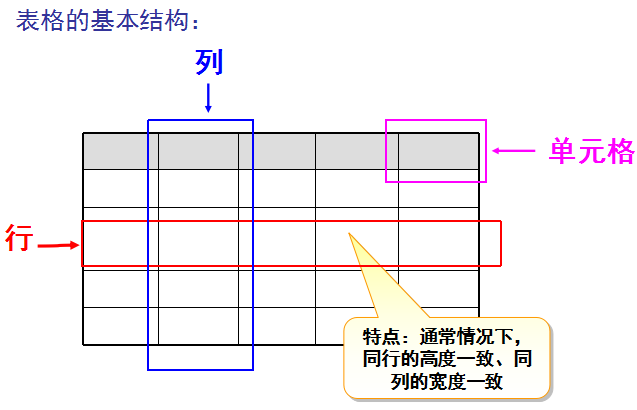 表格的基本结构：
列
单元格
行
特点：通常情况下，
同行的高度一致、同
列的宽度一致